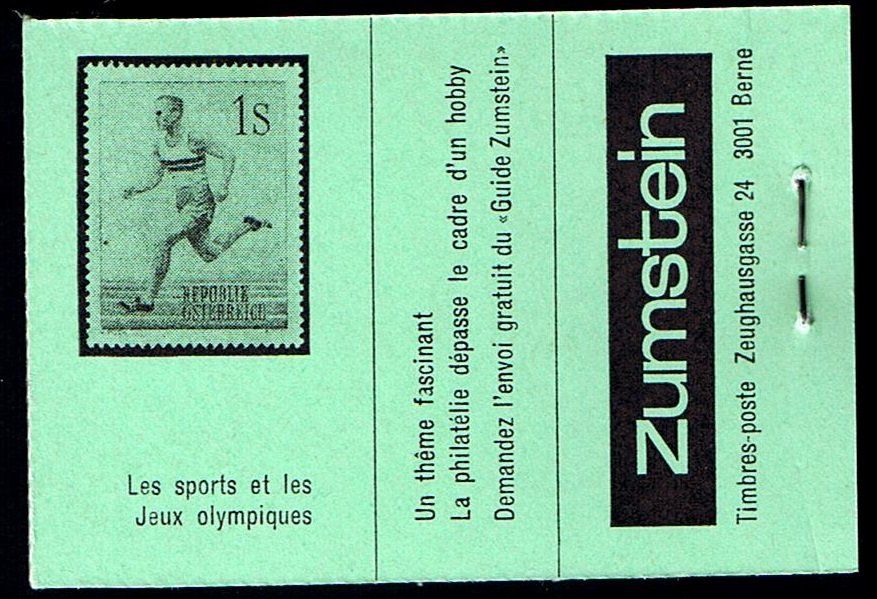 1S
REPUBLIK
ÖSTERREICH
Les sports et les
Jeux olympiques
Un thême fascinant
La philatélie dépasse le cadre d'un hobby
Demandez l'envoi gratuit du «Guide Zumstein»
Zumstein
Timbres-poste Zeughausgasse 24 3001 Berne